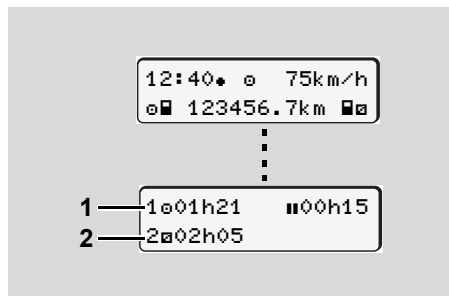 12:40● ⊙ 75km/h
⊙▮ 123456.7km ▮⧄
1 1⊙01h21 ▮▮00h15
2 2⧄02h05